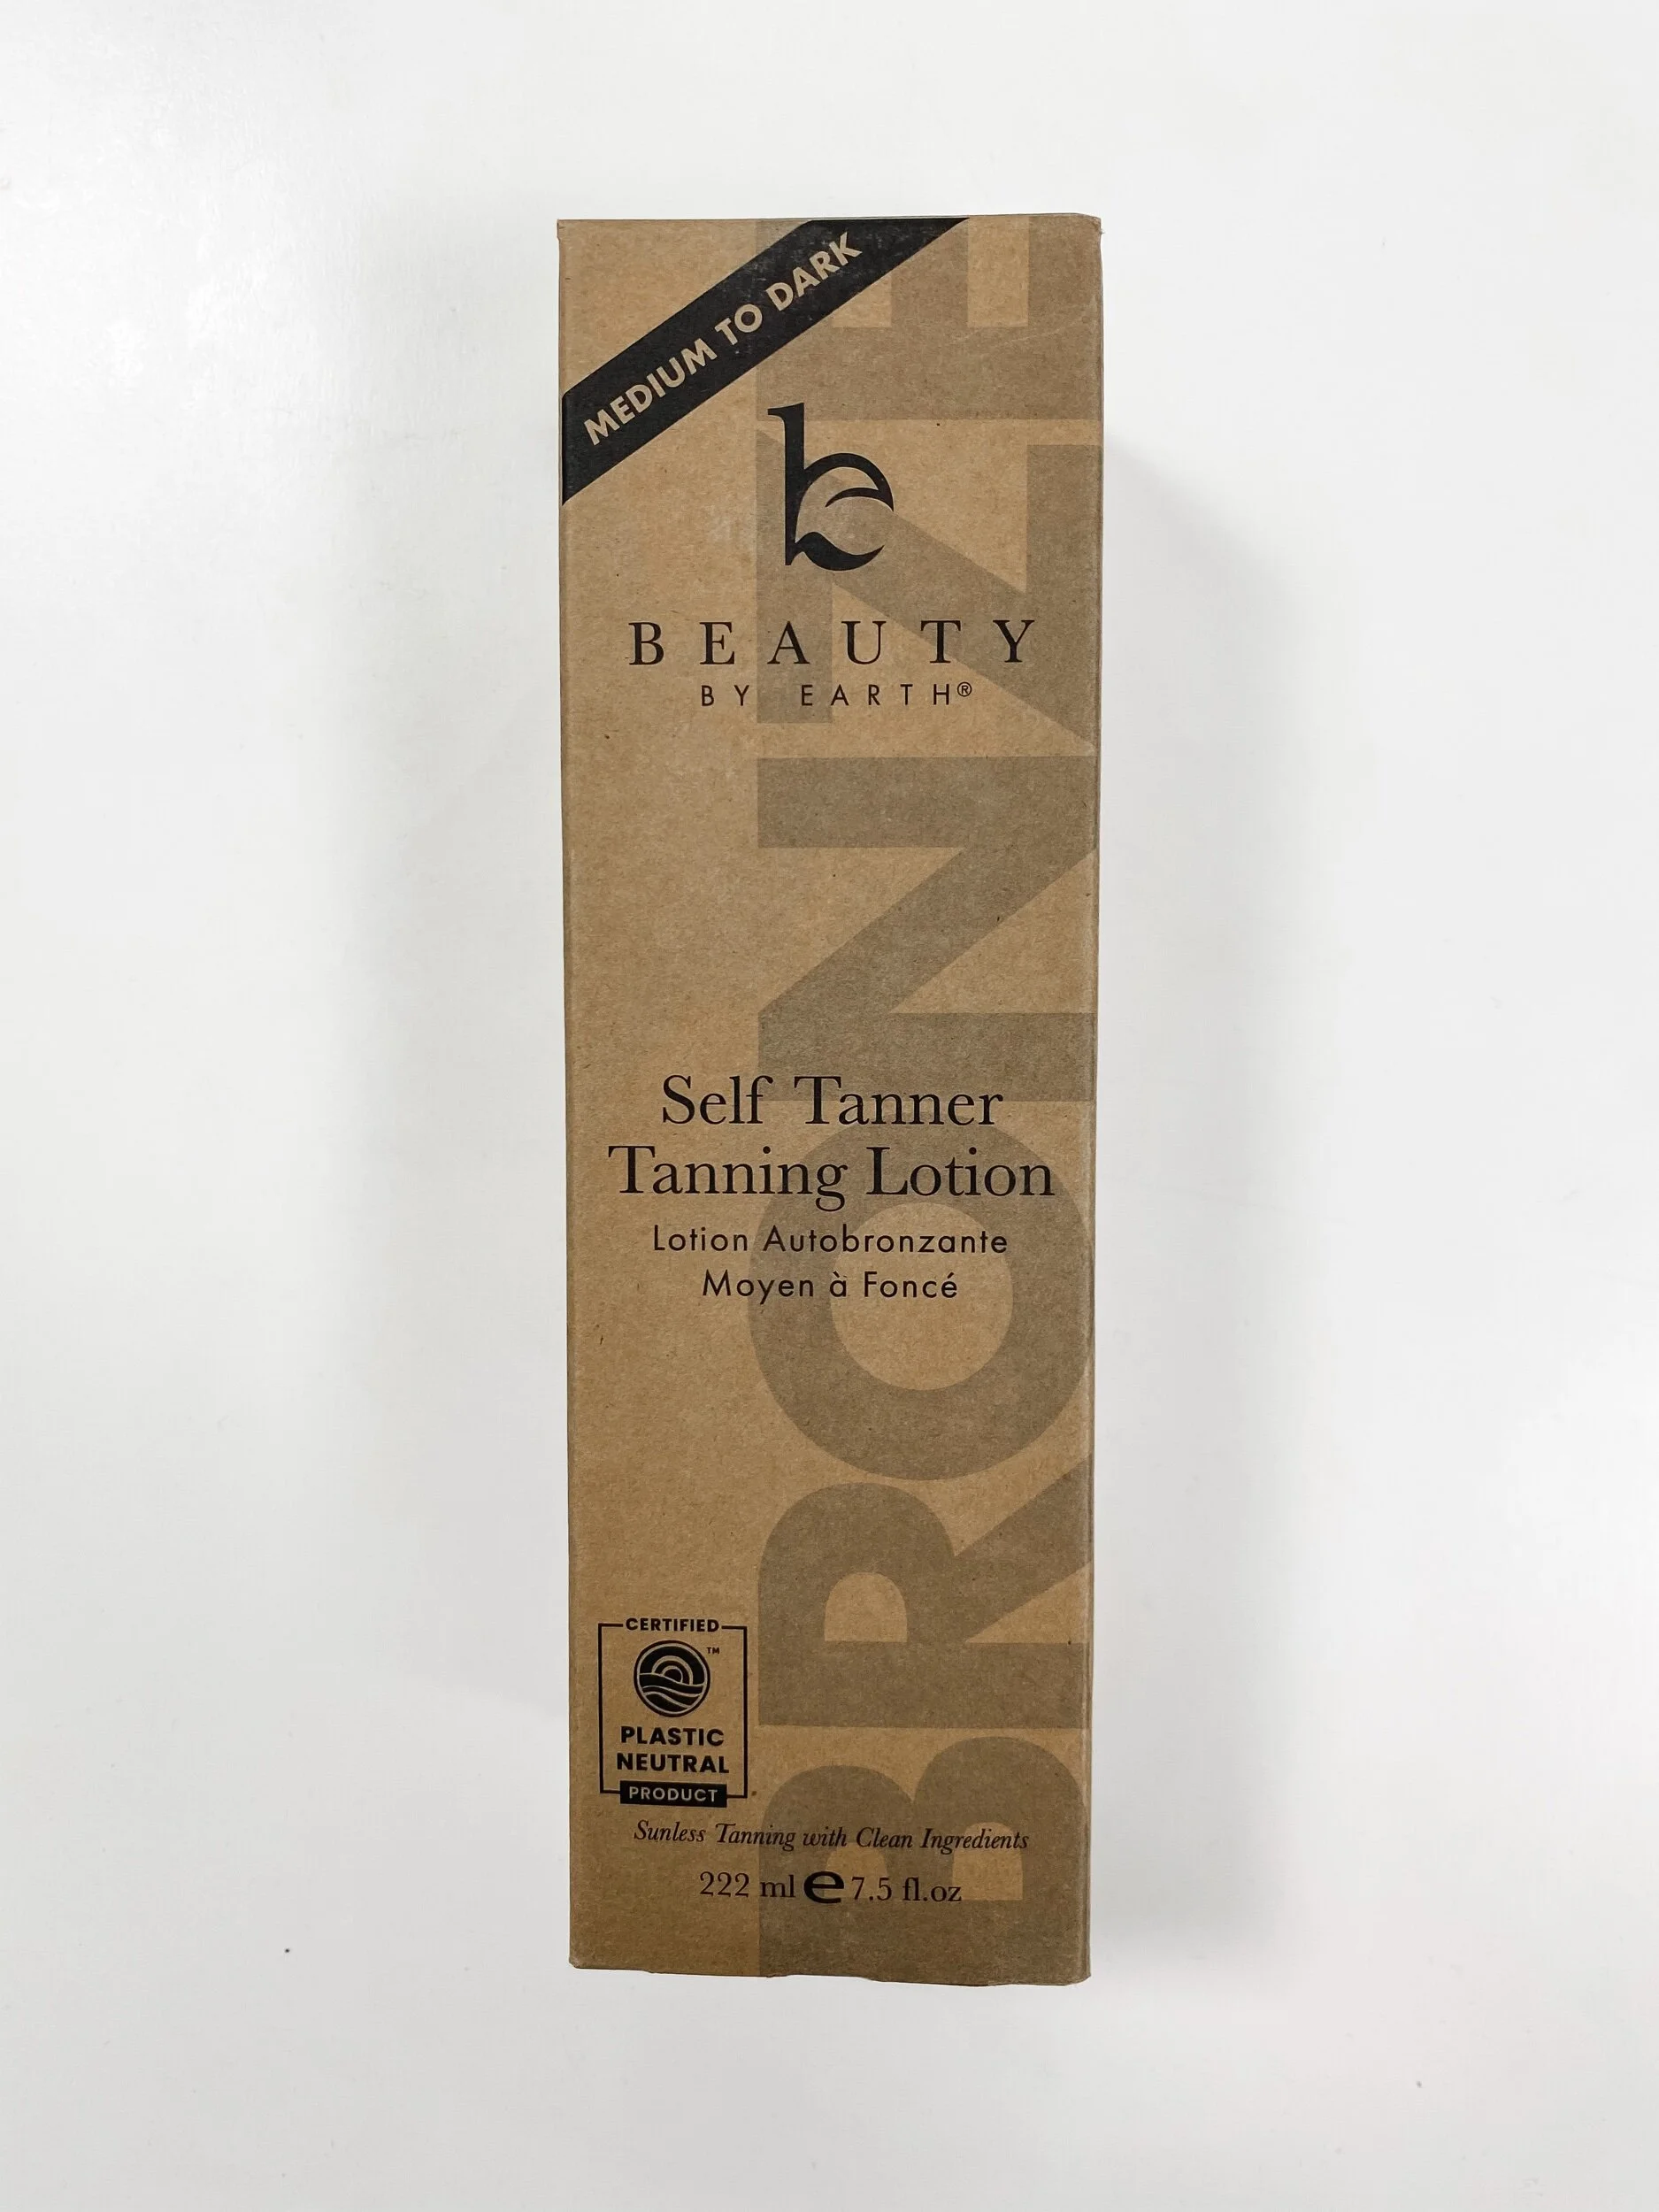 MEDIUM TO DARK
BEAUTY
BY EARTH®
BRONZE
Self Tanner
Tanning Lotion
Lotion Autobronzante
Moyen à Foncé
CERTIFIED
™
PLASTIC
NEUTRAL
PRODUCT
Sunless Tanning with Clean Ingredients
222 ml e 7.5 fl.oz